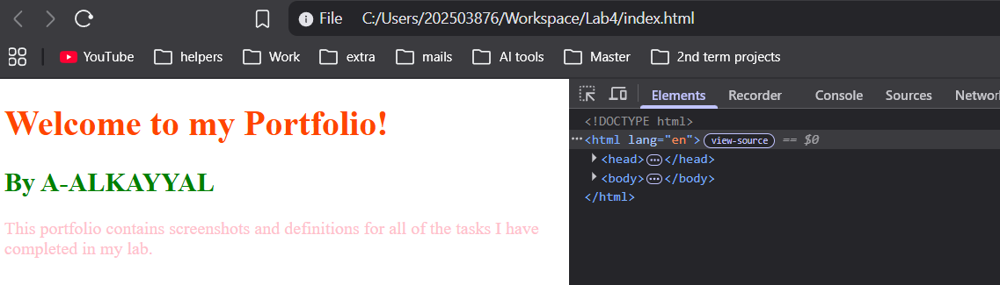 File C:/Users/202503876/Workspace/Lab4/index.html
YouTube helpers Work extra mails AI tools Master 2nd term projects
Elements Recorder Console Sources Networ
Welcome to my Portfolio!
By A-ALKAYYAL
This portfolio contains screenshots and definitions for all of the tasks I have
completed in my lab.
<!DOCTYPE html>
<html lang="en"> view-source == $0
<head> </head>
<body> </body>
</html>